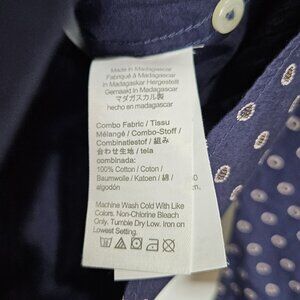 Made in Madagascar
Fabriqué à Madagascar
in Madagaskar Hergestellt
Gemaakt in Madagascar
マダガスカル製
hecho en madagascar
Combo Fabric / Tissu
Mélangé / Combo-Stoff /
Combinatiestof / 組み
合わせ生地 / tela
combinada:
100% Cotton / Coton /
Baumwolle / Katoen / 綿 /
algodón
Machine Wash Cold With Like
Colors. Non-Chlorine Bleach
Only. Tumble Dry Low. Iron on
Lowest Setting.